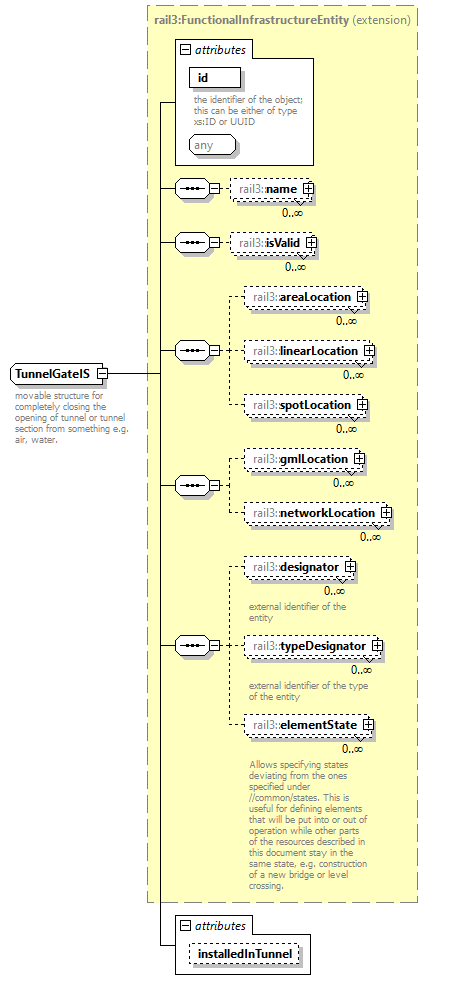 rail3:FunctionalInfrastructureEntity (extension)
attributes
id
the identifier of the object;
this can be either of type
xs:ID or UUID
any
rail3:name
0..∞
rail3:isValid
0..∞
rail3:areaLocation
0..∞
rail3:linearLocation
0..∞
rail3:spotLocation
0..∞
TunnelGateIS
movable structure for
completely closing the
opening of tunnel or tunnel
section from something e.g.
air, water.
rail3:gmlLocation
0..∞
rail3:networkLocation
0..∞
rail3:designator
0..∞
external identifier of the
entity
rail3:typeDesignator
0..∞
external identifier of the type
of the entity
rail3:elementState
0..∞
Allows specifying states
deviating from the ones
specified under
//common/states. This is
useful for defining elements
that will be put into or out of
operation while other parts
of the resources described in
this document stay in the
same state, e.g. construction
of a new bridge or level
crossing.
attributes
installedInTunnel